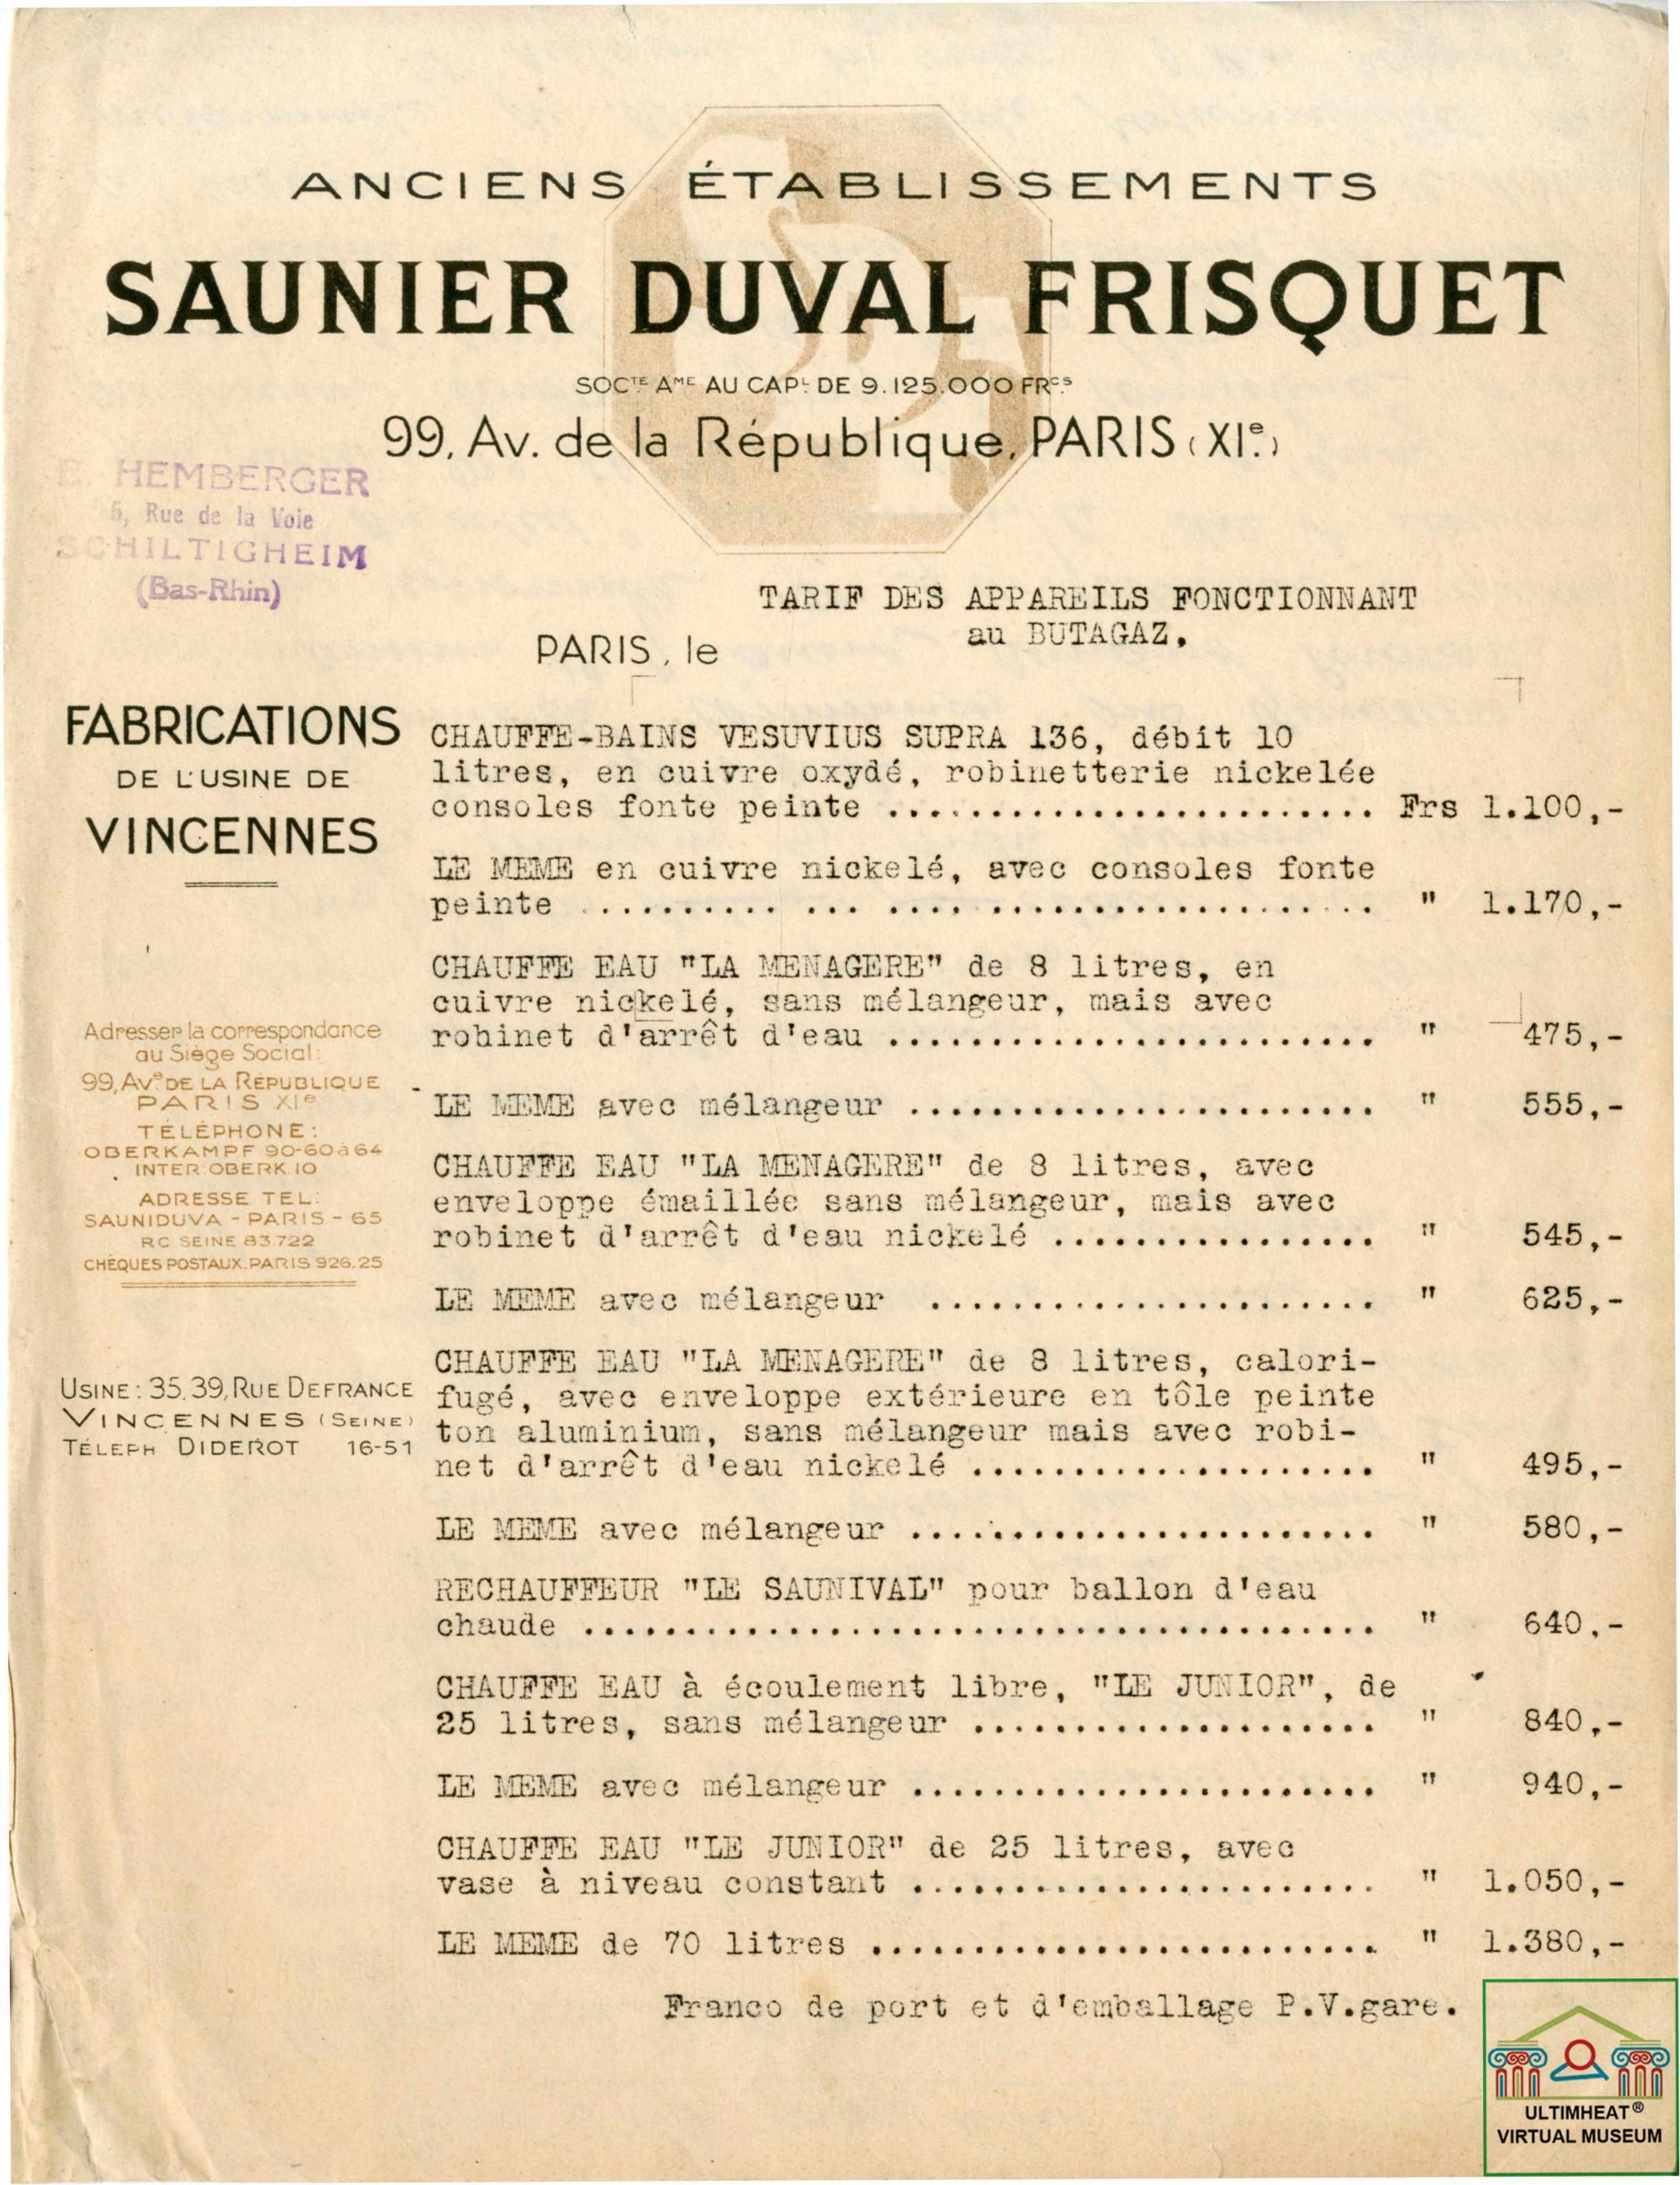 ANCIENS ÉTABLISSEMENTS
SAUNIER DUVAL FRISQUET
SOCTE AME AU CAPL DE 9.125.000 FRCS
99, Av. de la République, PARIS (XIe)
E. HEMBERGER
5, Rue de la Voie
SCHILTIGHEIM
(Bas-Rhin)
TARIF DES APPAREILS FONCTIONNANT
au BUTAGAZ.
PARIS, le
FABRICATIONS
DE L'USINE DE
VINCENNES
Adresser la correspondance
au Siège Social:
99, Ave DE LA RÉPUBLIQUE
PARIS XIe
TÉLÉPHONE:
OBERKAMPF 90-60 à 64
INTER OBERK 10
ADRESSE TEL:
SAUNIDUVA - PARIS - 65
RC SEINE 83.722
CHÈQUES POSTAUX. PARIS 926.25
USINE: 35.39, RUE DEFRANCE
VINCENNES (SEINE)
TÉLEPH DIDEROT 16-51
CHAUFFE-BAINS VESUVIUS SUPRA 136, débit 10
litres, en cuivre oxydé, robinetterie nickelée
consoles fonte peinte ........................ Frs 1.100,-
LE MEME en cuivre nickelé, avec consoles fonte
peinte ......... ... .... ................... " 1.170,-
CHAUFFE EAU "LA MENAGERE" de 8 litres, en
cuivre nickelé, sans mélangeur, mais avec
robinet d'arrêt d'eau ........................ " 475,-
LE MEME avec mélangeur ....................... " 555,-
CHAUFFE EAU "LA MENAGERE" de 8 litres, avec
enveloppe émaillée sans mélangeur, mais avec
robinet d'arrêt d'eau nickelé ................ " 545,-
LE MEME avec mélangeur ...................... " 625,-
CHAUFFE EAU "LA MENAGERE" de 8 litres, calori-
fugé, avec enveloppe extérieure en tôle peinte
ton aluminium, sans mélangeur mais avec robi-
net d'arrêt d'eau nickelé .................... " 495,-
LE MEME avec mélangeur ....................... " 580,-
RECHAUFFEUR "LE SAUNIVAL" pour ballon d'eau
chaude ....................................... " 640,-
CHAUFFE EAU à écoulement libre, "LE JUNIOR", de
25 litres, sans mélangeur .................... " 840,-
LE MEME avec mélangeur ....................... " 940,-
CHAUFFE EAU "LE JUNIOR" de 25 litres, avec
vase à niveau constant ....................... " 1.050,-
LE MEME de 70 litres ......................... " 1.380,-
Franco de port et d'emballage P.V.gare.
ULTIMHEAT®
VIRTUAL MUSEUM